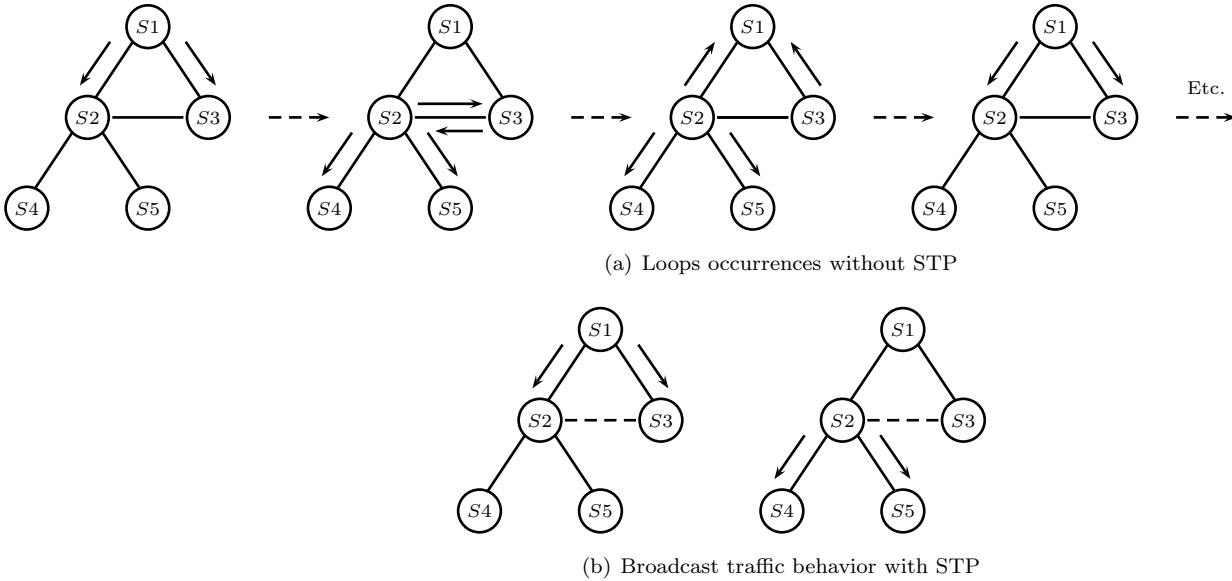 S1 S1 S1 S1
Etc.
S2 S3 S2 S3 S2 S3 S2 S3
S4 S5 S4 S5 S4 S5 S4 S5
(a) Loops occurrences without STP
S1 S1
S2 S3 S2 S3
S4 S5 S4 S5
(b) Broadcast traffic behavior with STP